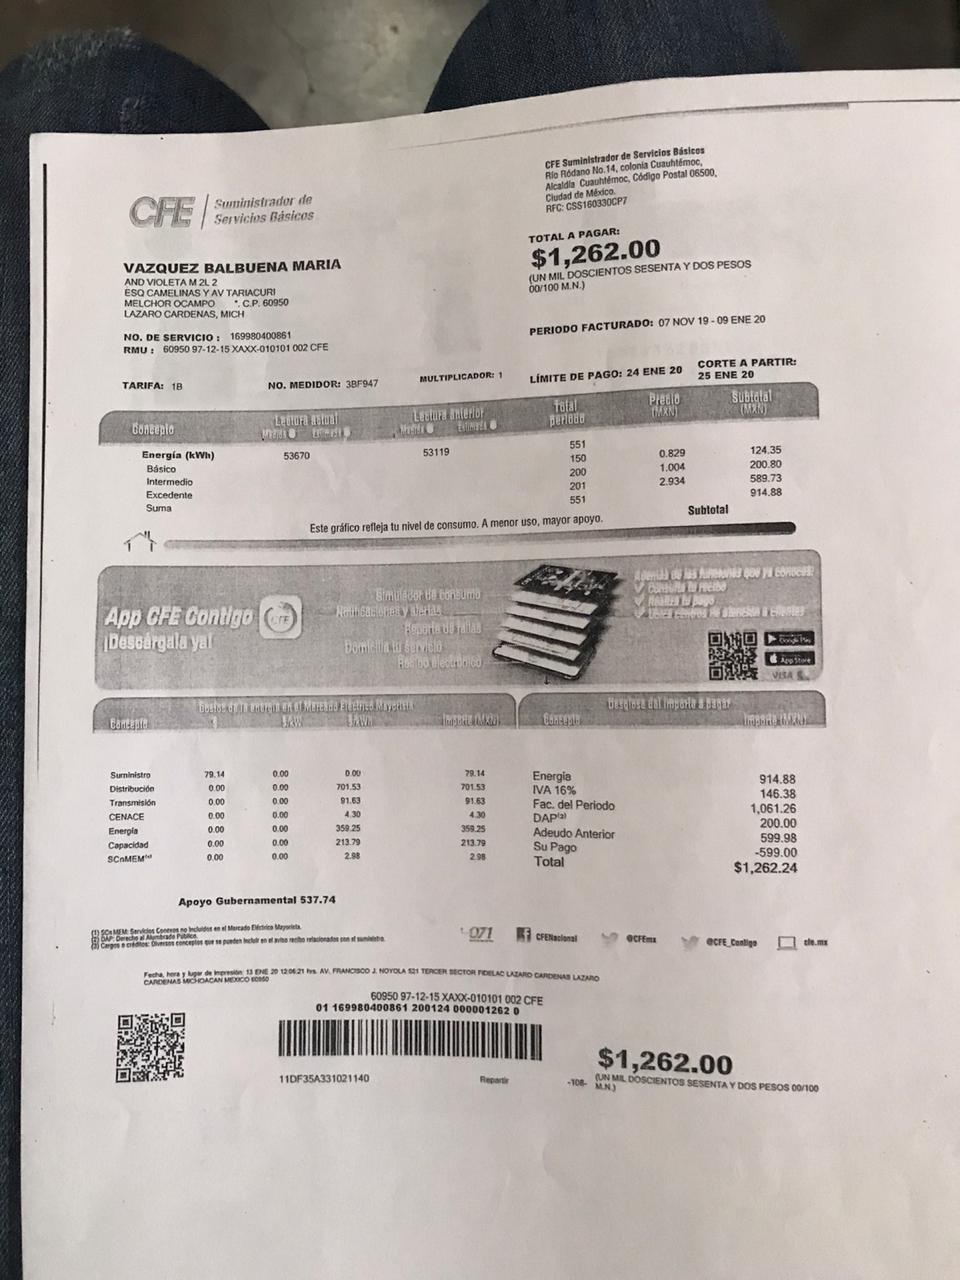 CFE Suministrador de
Servicios Básicos
CFE Suministrador de Servicios Básicos
Río Ródano No.14, colonia Cuauhtémoc,
Alcaldía Cuauhtémoc, Código Postal 06500,
Ciudad de México.
RFC: CSS160330CP7
TOTAL A PAGAR:
$1,262.00
(UN MIL DOSCIENTOS SESENTA Y DOS PESOS
00/100 M.N.)
VAZQUEZ BALBUENA MARIA
AND VIOLETA M 2L 2
ESQ CAMELINAS Y AV TARIACURI
MELCHOR OCAMPO *. C.P. 60950
LAZARO CARDENAS, MICH
NO. DE SERVICIO : 169980400861
RMU : 60950 97-12-15 XAXX-010101 002 CFE
PERIODO FACTURADO: 07 NOV 19 - 09 ENE 20
TARIFA: 1B NO. MEDIDOR: 3BF947 MULTIPLICADOR: 1 LÍMITE DE PAGO: 24 ENE 20 CORTE A PARTIR:
25 ENE 20
Concepto Lectura actual Lectura anterior Total periodo Precio (MXN) Subtotal (MXN)
Medida Estimada Medida Estimada
Energía (kWh) 53670 53119 551
Básico 150 0.829 124.35
Intermedio 200 1.004 200.80
Excedente 201 2.934 589.73
Suma 551 914.88
Subtotal
Este gráfico refleja tu nivel de consumo. A menor uso, mayor apoyo.
App CFE Contigo CFE
¡Descárgala ya!
Simulador de consumo
Notificaciones y alertas
Reporte de fallas
Domicilia tu servicio
Recibo electrónico
Además de las funciones que ya conoces:
Consulta tu recibo
Realiza tu pago
Ubica centros de atención a clientes
Google Play
App Store
VISA
Costos de la energía en el Mercado Eléctrico Mayorista
Concepto $ $/kW $/kWh Importe (MXN)
Desglose del importe a pagar
Concepto Importe (MXN)
Suministro 79.14 0.00 0.00 79.14
Distribución 0.00 0.00 701.53 701.53
Transmisión 0.00 0.00 91.63 91.63
CENACE 0.00 0.00 4.30 4.30
Energía 0.00 0.00 359.25 359.25
Capacidad 0.00 0.00 213.79 213.79
SCnMEM(1) 0.00 0.00 2.98 2.98
Energía 914.88
IVA 16% 146.38
Fac. del Periodo 1,061.26
DAP(2) 200.00
Adeudo Anterior 599.98
Su Pago -599.00
Total $1,262.24
Apoyo Gubernamental 537.74
(1) SCnMEM: Servicios Conexos no Incluidos en el Mercado Eléctrico Mayorista.
(2) DAP: Derecho al Alumbrado Público.
(3) Cargos o créditos: Diversos conceptos que se pueden incluir en el aviso recibo relacionados con el suministro.
071 CFENacional @CFEmx @CFE_Contigo cfe.mx
Fecha, hora y lugar de impresión: 13 ENE 20 12:06:21 hrs. AV. FRANCISCO J. NOYOLA 521 TERCER SECTOR FIDELAC LAZARO CARDENAS LAZARO
CARDENAS MICHOACAN MEXICO 60950
60950 97-12-15 XAXX-010101 002 CFE
01 169980400861 200124 000001262 0
11DF35A331021140 Repartir -108-
$1,262.00
(UN MIL DOSCIENTOS SESENTA Y DOS PESOS 00/100
M.N.)